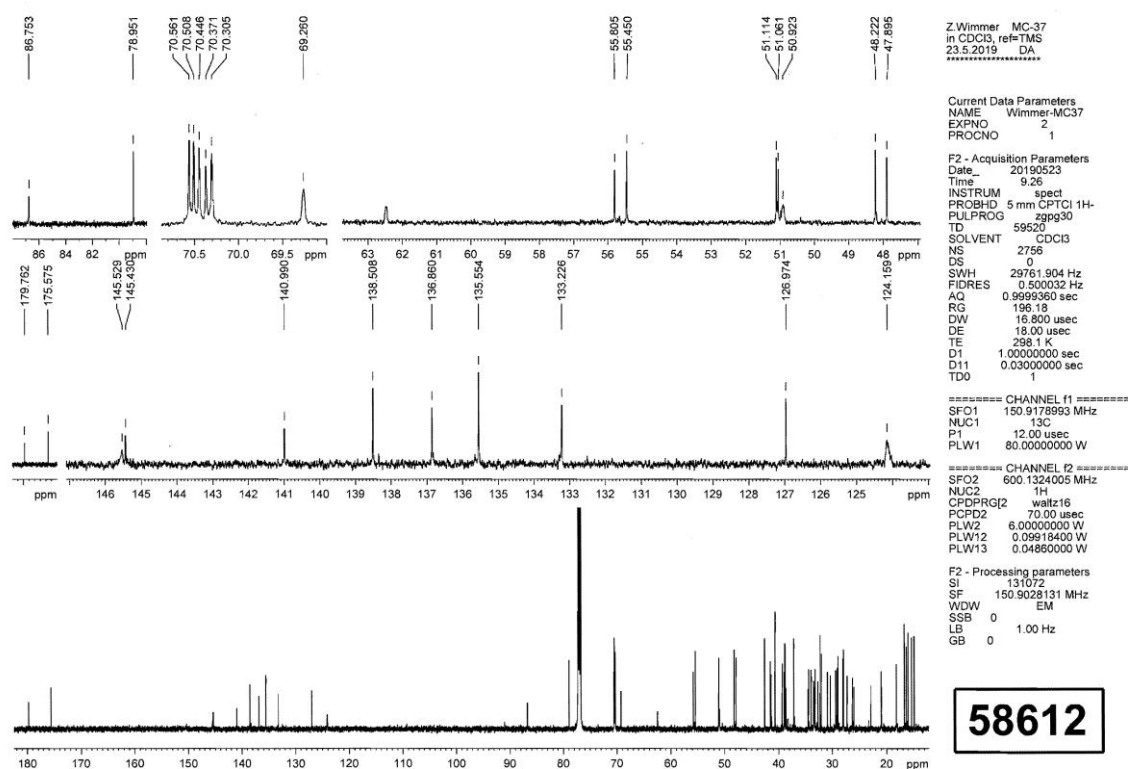 86.753
78.951
70.561
70.508
70.446
70.371
70.305
69.260
55.805
55.450
51.114
51.061
50.923
48.222
47.895
86 84 82 ppm
70.5 70.0 69.5 ppm
63 62 61 60 59 58 57 56 55 54 53 52 51 50 49 48 ppm
179.762
175.575
145.529
145.430
140.990
138.508
136.860
135.554
133.226
126.974
124.159
ppm
146 145 144 143 142 141 140 139 138 137 136 135 134 133 132 131 130 129 128 127 126 125 ppm
180 170 160 150 140 130 120 110 100 90 80 70 60 50 40 30 20 ppm
Z.Wimmer MC-37
in CDCl3, ref=TMS
23.5.2019 DA
*********************
Current Data Parameters
NAME Wimmer-MC37
EXPNO 2
PROCNO 1
F2 - Acquisition Parameters
Date_ 20190523
Time 9.26
INSTRUM spect
PROBHD 5 mm CPTCI 1H-
PULPROG zgpg30
TD 59520
SOLVENT CDCl3
NS 2756
DS 0
SWH 29761.904 Hz
FIDRES 0.500032 Hz
AQ 0.9999360 sec
RG 196.18
DW 16.800 usec
DE 18.00 usec
TE 298.1 K
D1 1.00000000 sec
D11 0.03000000 sec
TD0 1
======== CHANNEL f1 ========
SFO1 150.9178993 MHz
NUC1 13C
P1 12.00 usec
PLW1 80.00000000 W
======== CHANNEL f2 ========
SFO2 600.1324005 MHz
NUC2 1H
CPDPRG[2 waltz16
PCPD2 70.00 usec
PLW2 6.00000000 W
PLW12 0.09918400 W
PLW13 0.04860000 W
F2 - Processing parameters
SI 131072
SF 150.9028131 MHz
WDW EM
SSB 0
LB 1.00 Hz
GB 0
58612